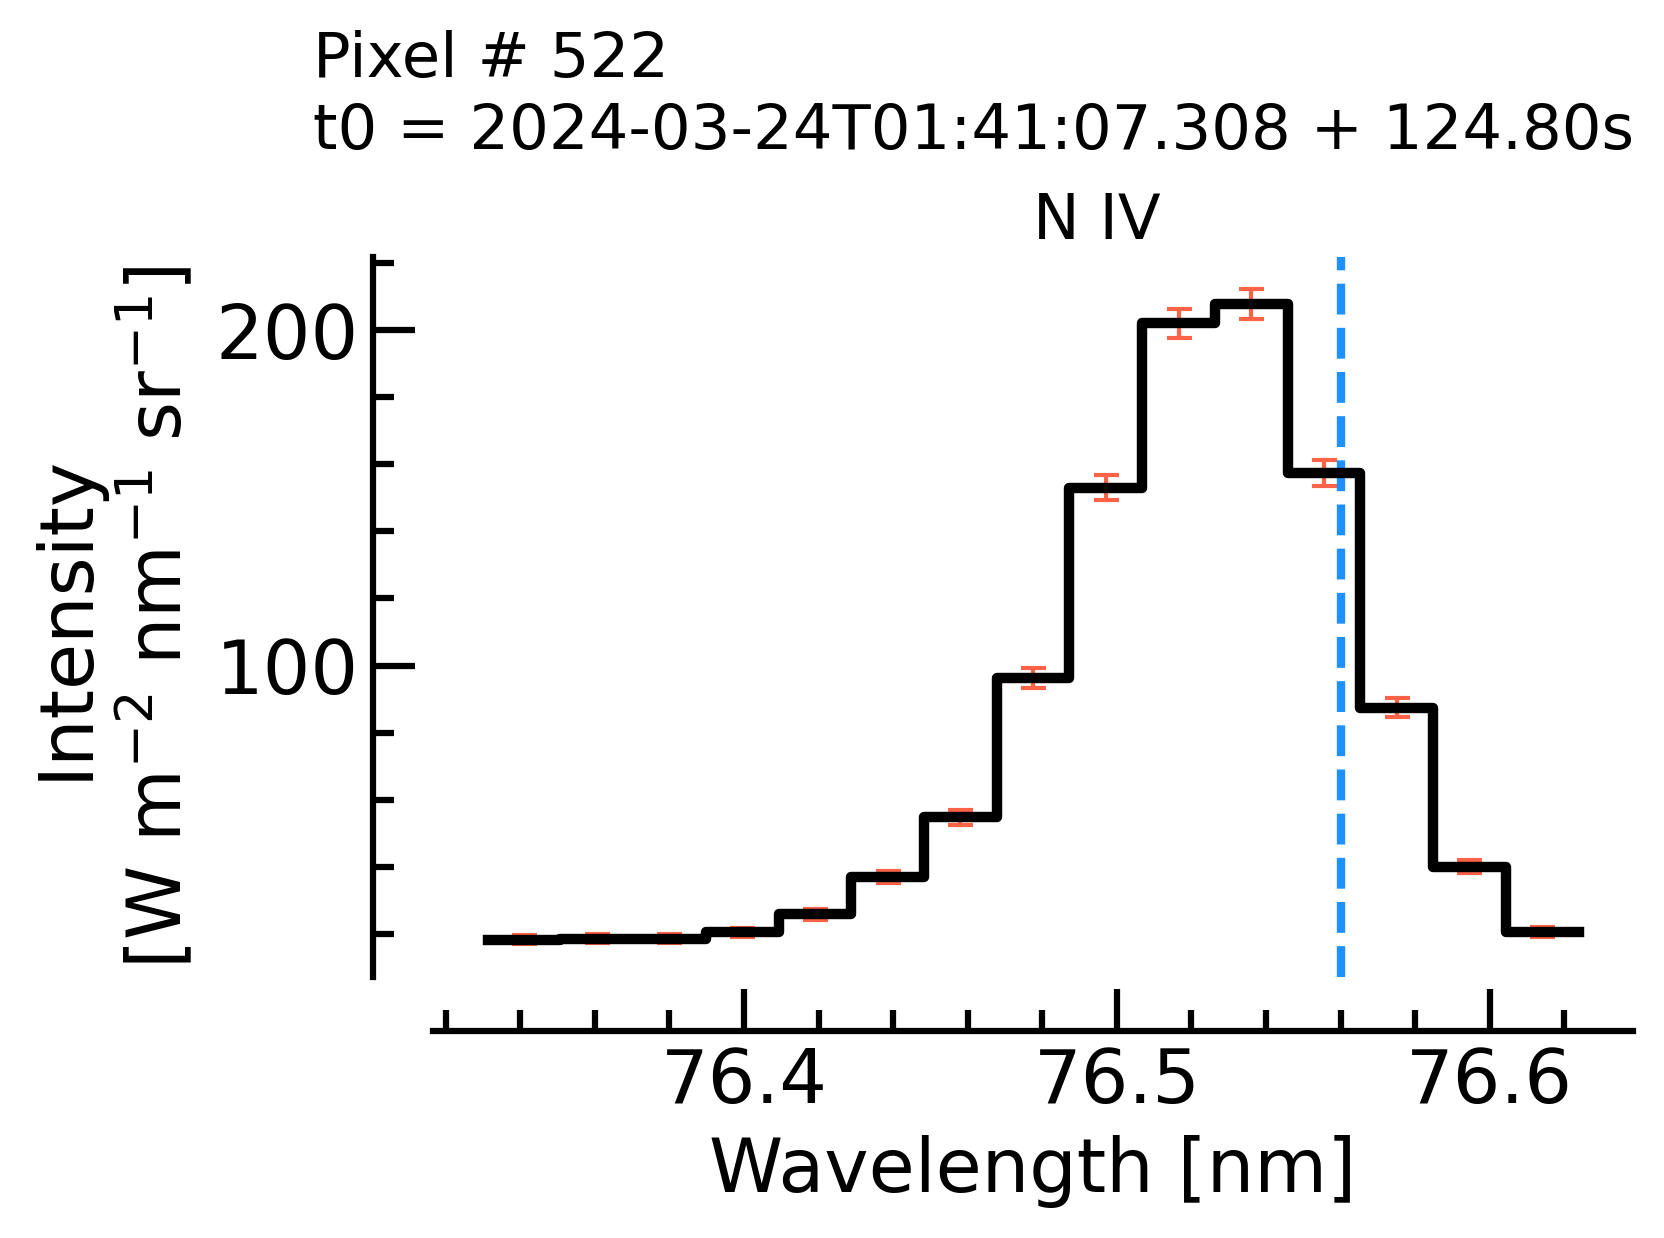 Pixel # 522
t0 = 2024-03-24T01:41:07.308 + 124.80s
N IV
Intensity
[W m⁻² nm⁻¹ sr⁻¹]
200
100
76.4 76.5 76.6
Wavelength [nm]